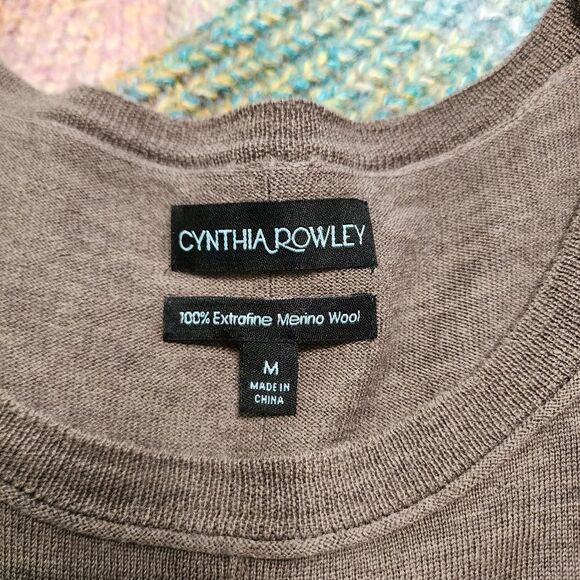 CYNTHIA ROWLEY
100% Extrafine Merino Wool
M
MADE IN
CHINA